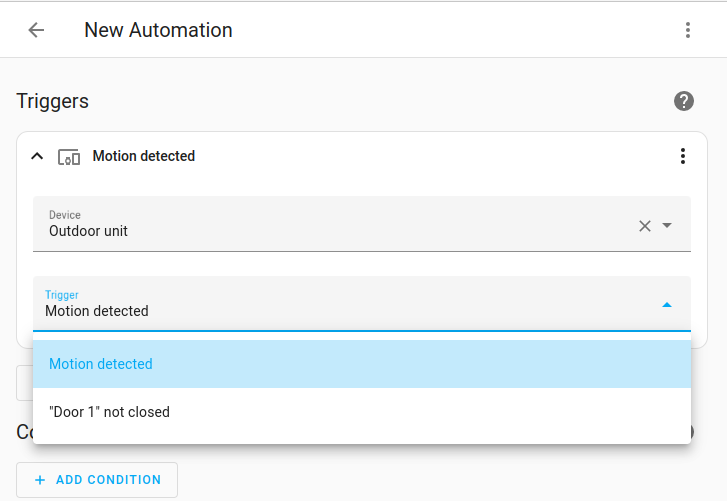 New Automation
Triggers
?
Motion detected
Device
Outdoor unit
Trigger
Motion detected
Motion detected
"Door 1" not closed
+ ADD CONDITION